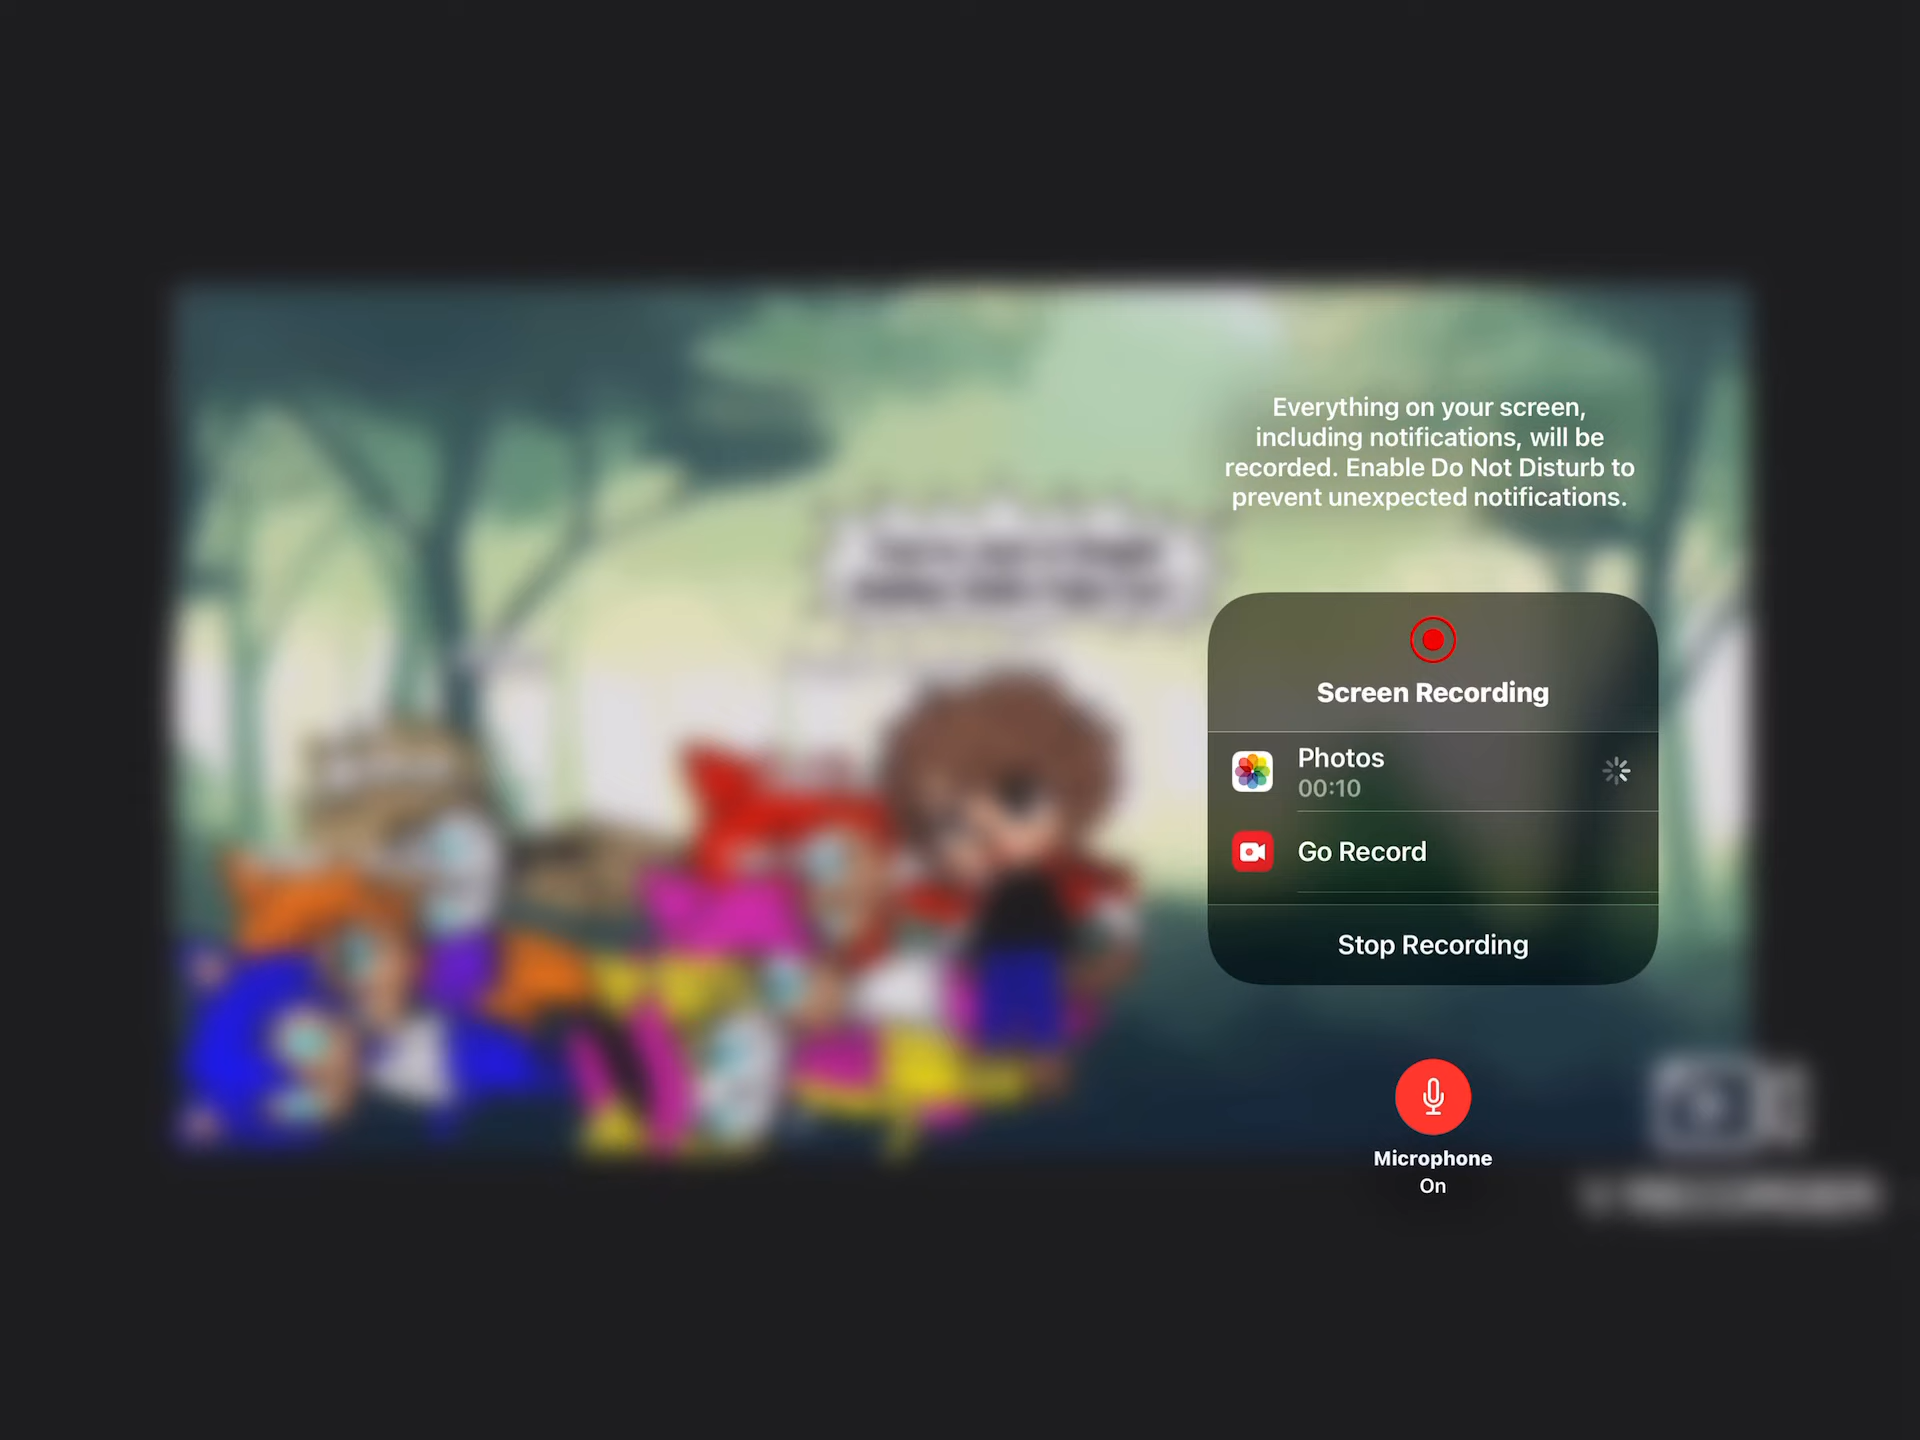 Everything on your screen,
including notifications, will be
recorded. Enable Do Not Disturb to
prevent unexpected notifications.
Screen Recording
Photos
00:10
Go Record
Stop Recording
Microphone
On